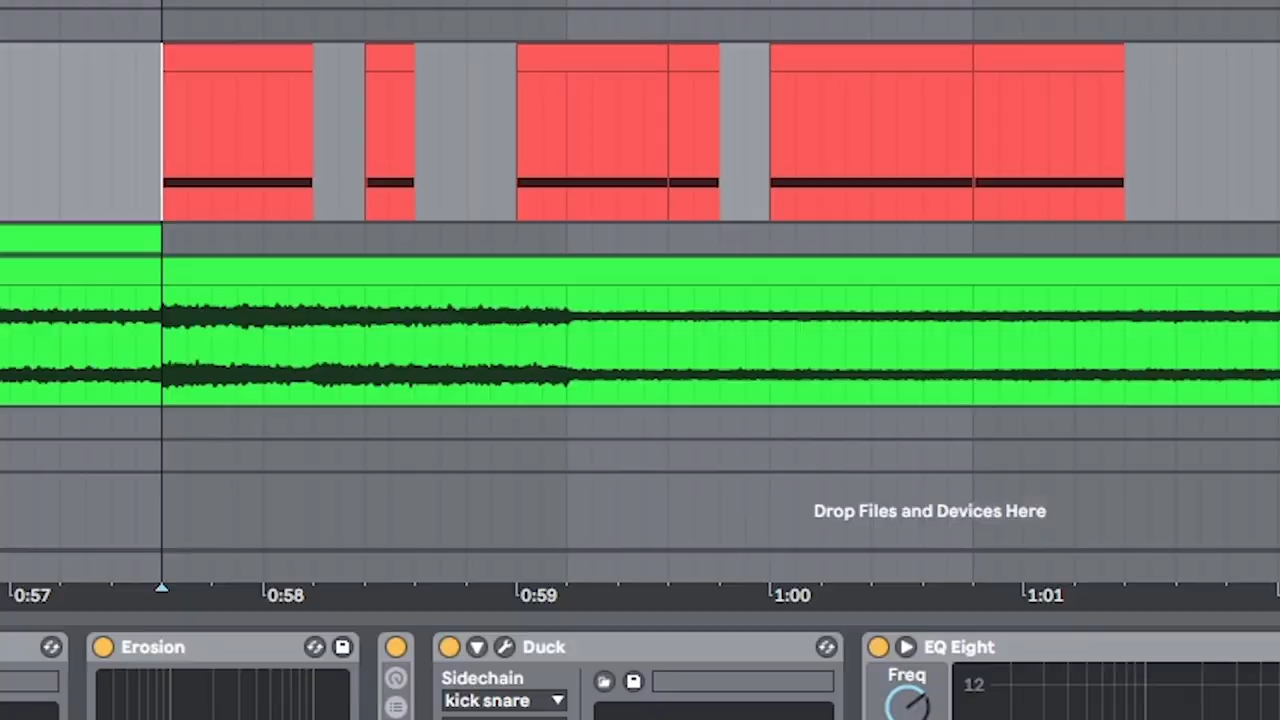 Drop Files and Devices Here
0:57 0:58 0:59 1:00 1:01
Erosion Duck EQ Eight
Sidechain Freq
kick snare 12